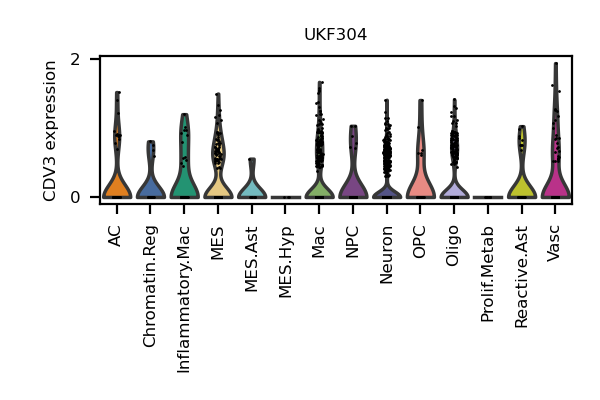 UKF304
CDV3 expression
2
0
AC
Chromatin.Reg
Inflammatory.Mac
MES
MES.Ast
MES.Hyp
Mac
NPC
Neuron
OPC
Oligo
Prolif.Metab
Reactive.Ast
Vasc